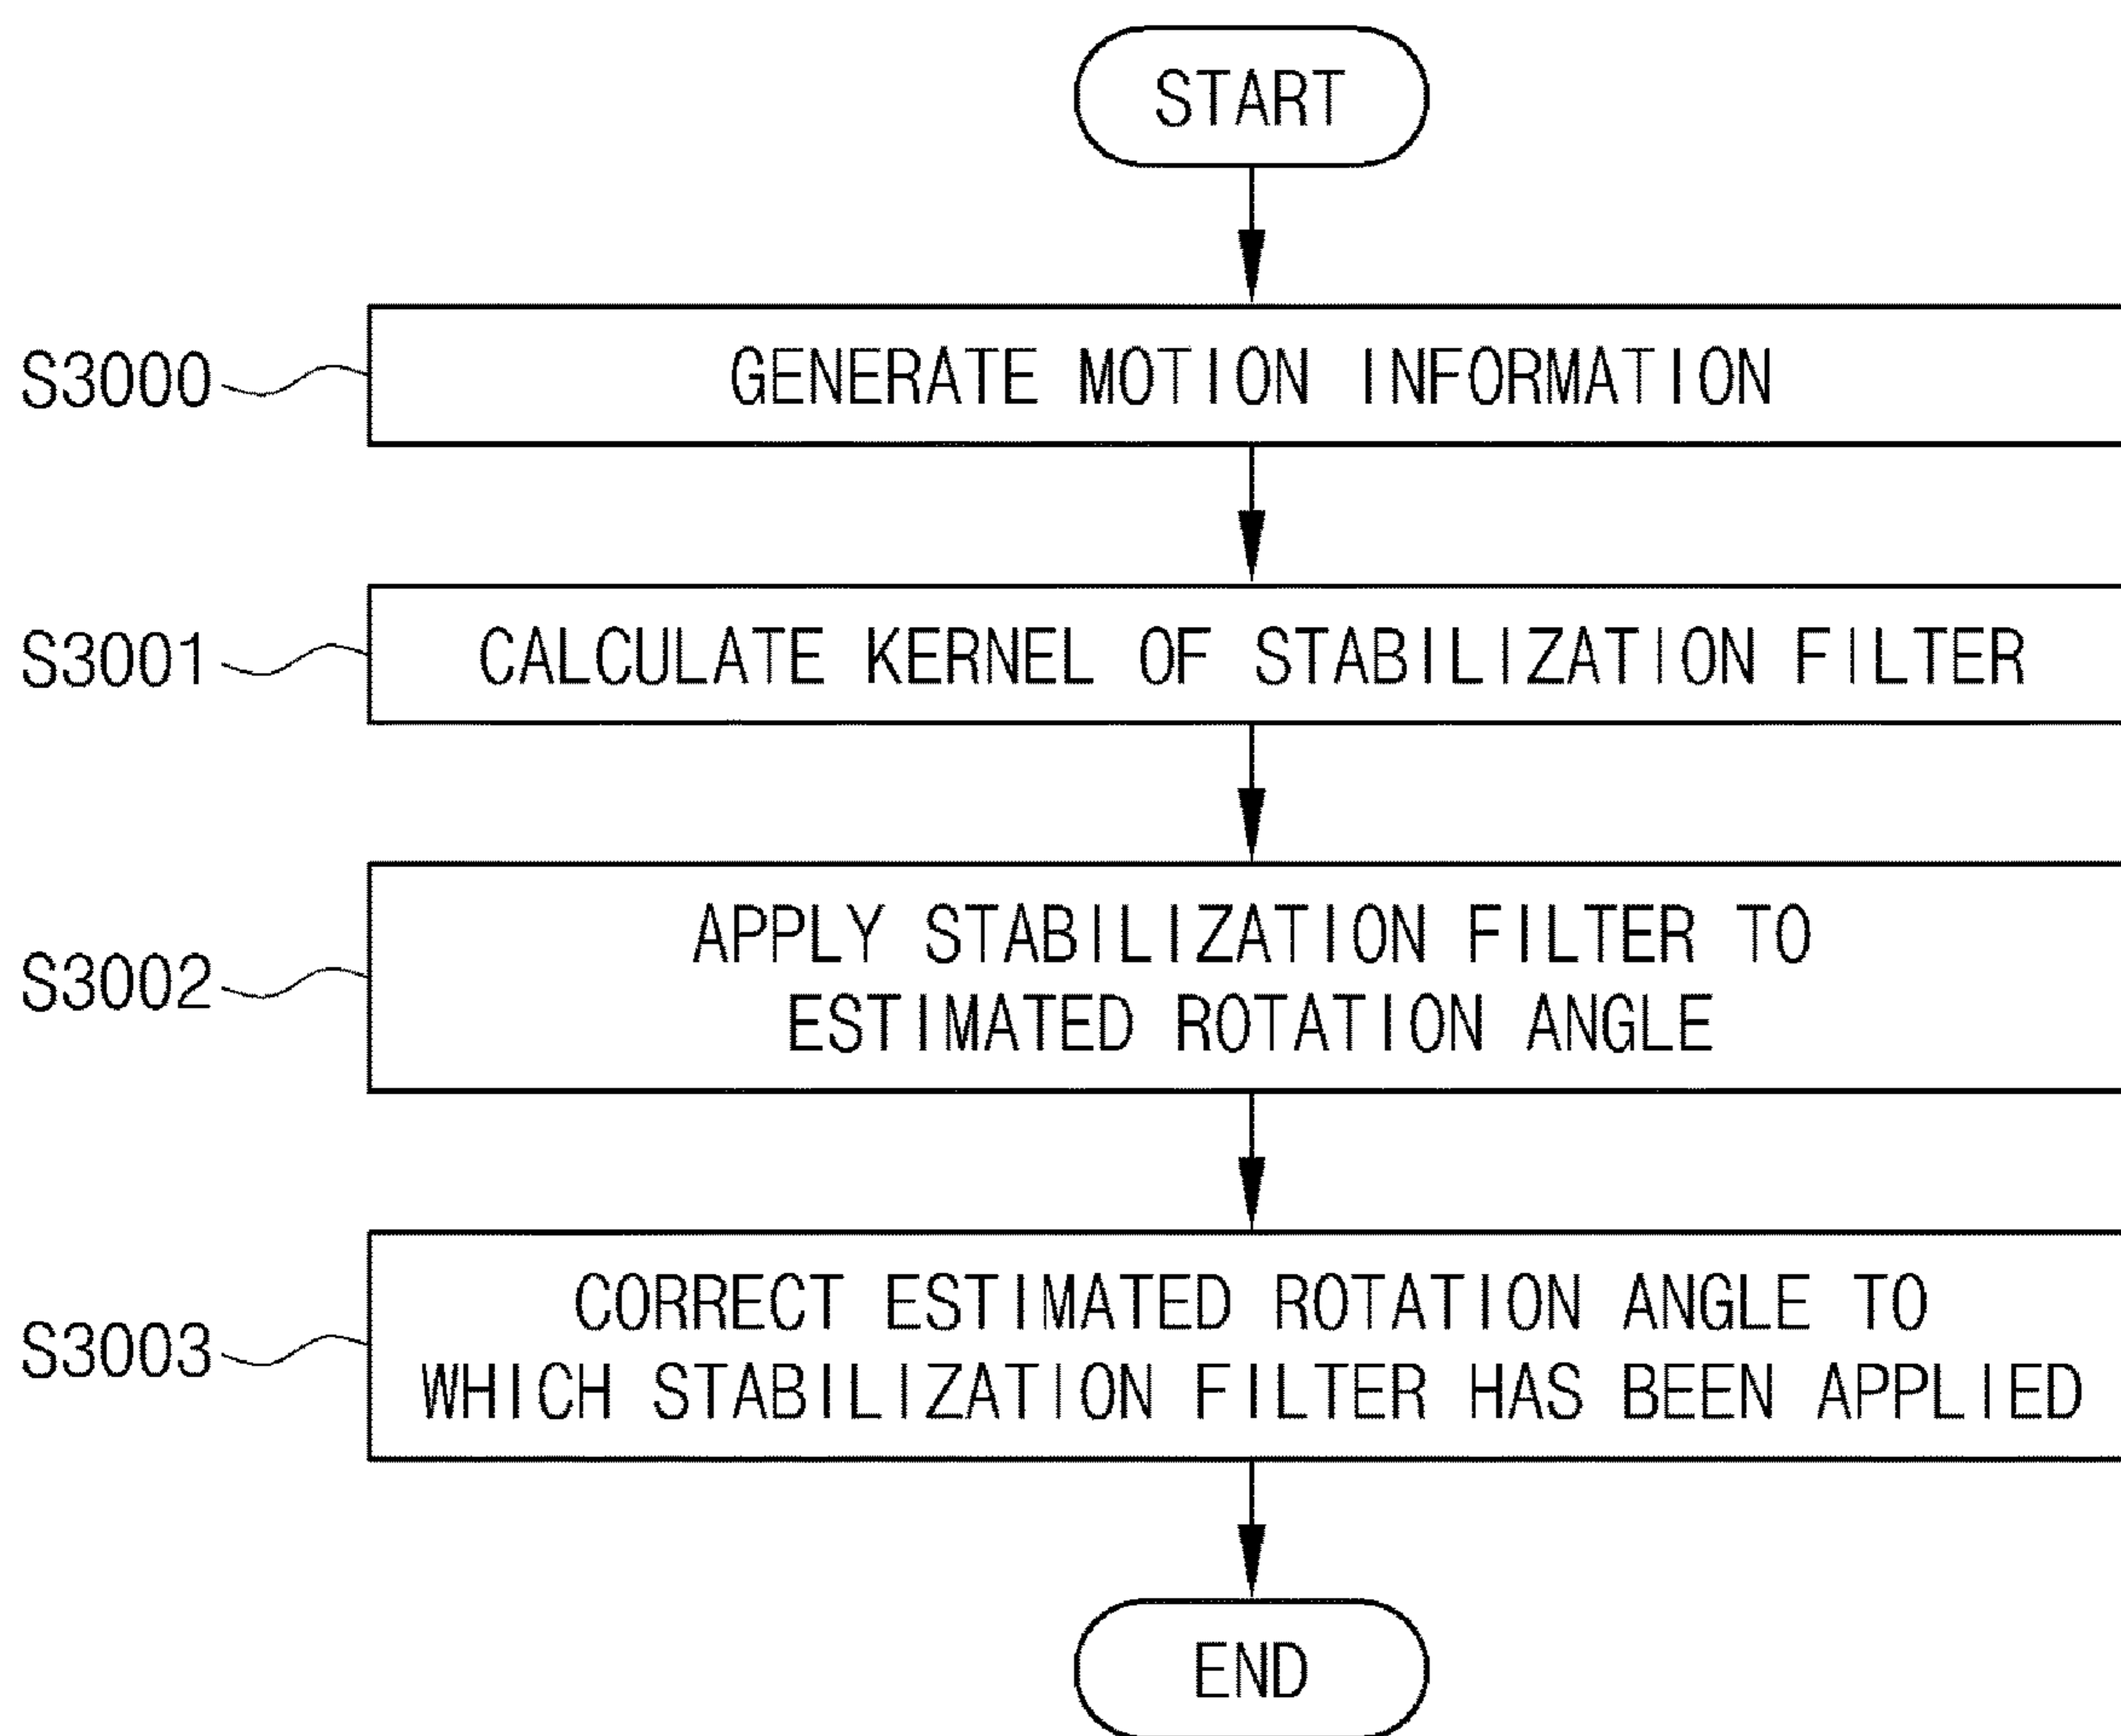 START
S3000
GENERATE MOTION INFORMATION
S3001
CALCULATE KERNEL OF STABILIZATION FILTER
S3002
APPLY STABILIZATION FILTER TO
ESTIMATED ROTATION ANGLE
S3003
CORRECT ESTIMATED ROTATION ANGLE TO
WHICH STABILIZATION FILTER HAS BEEN APPLIED
END